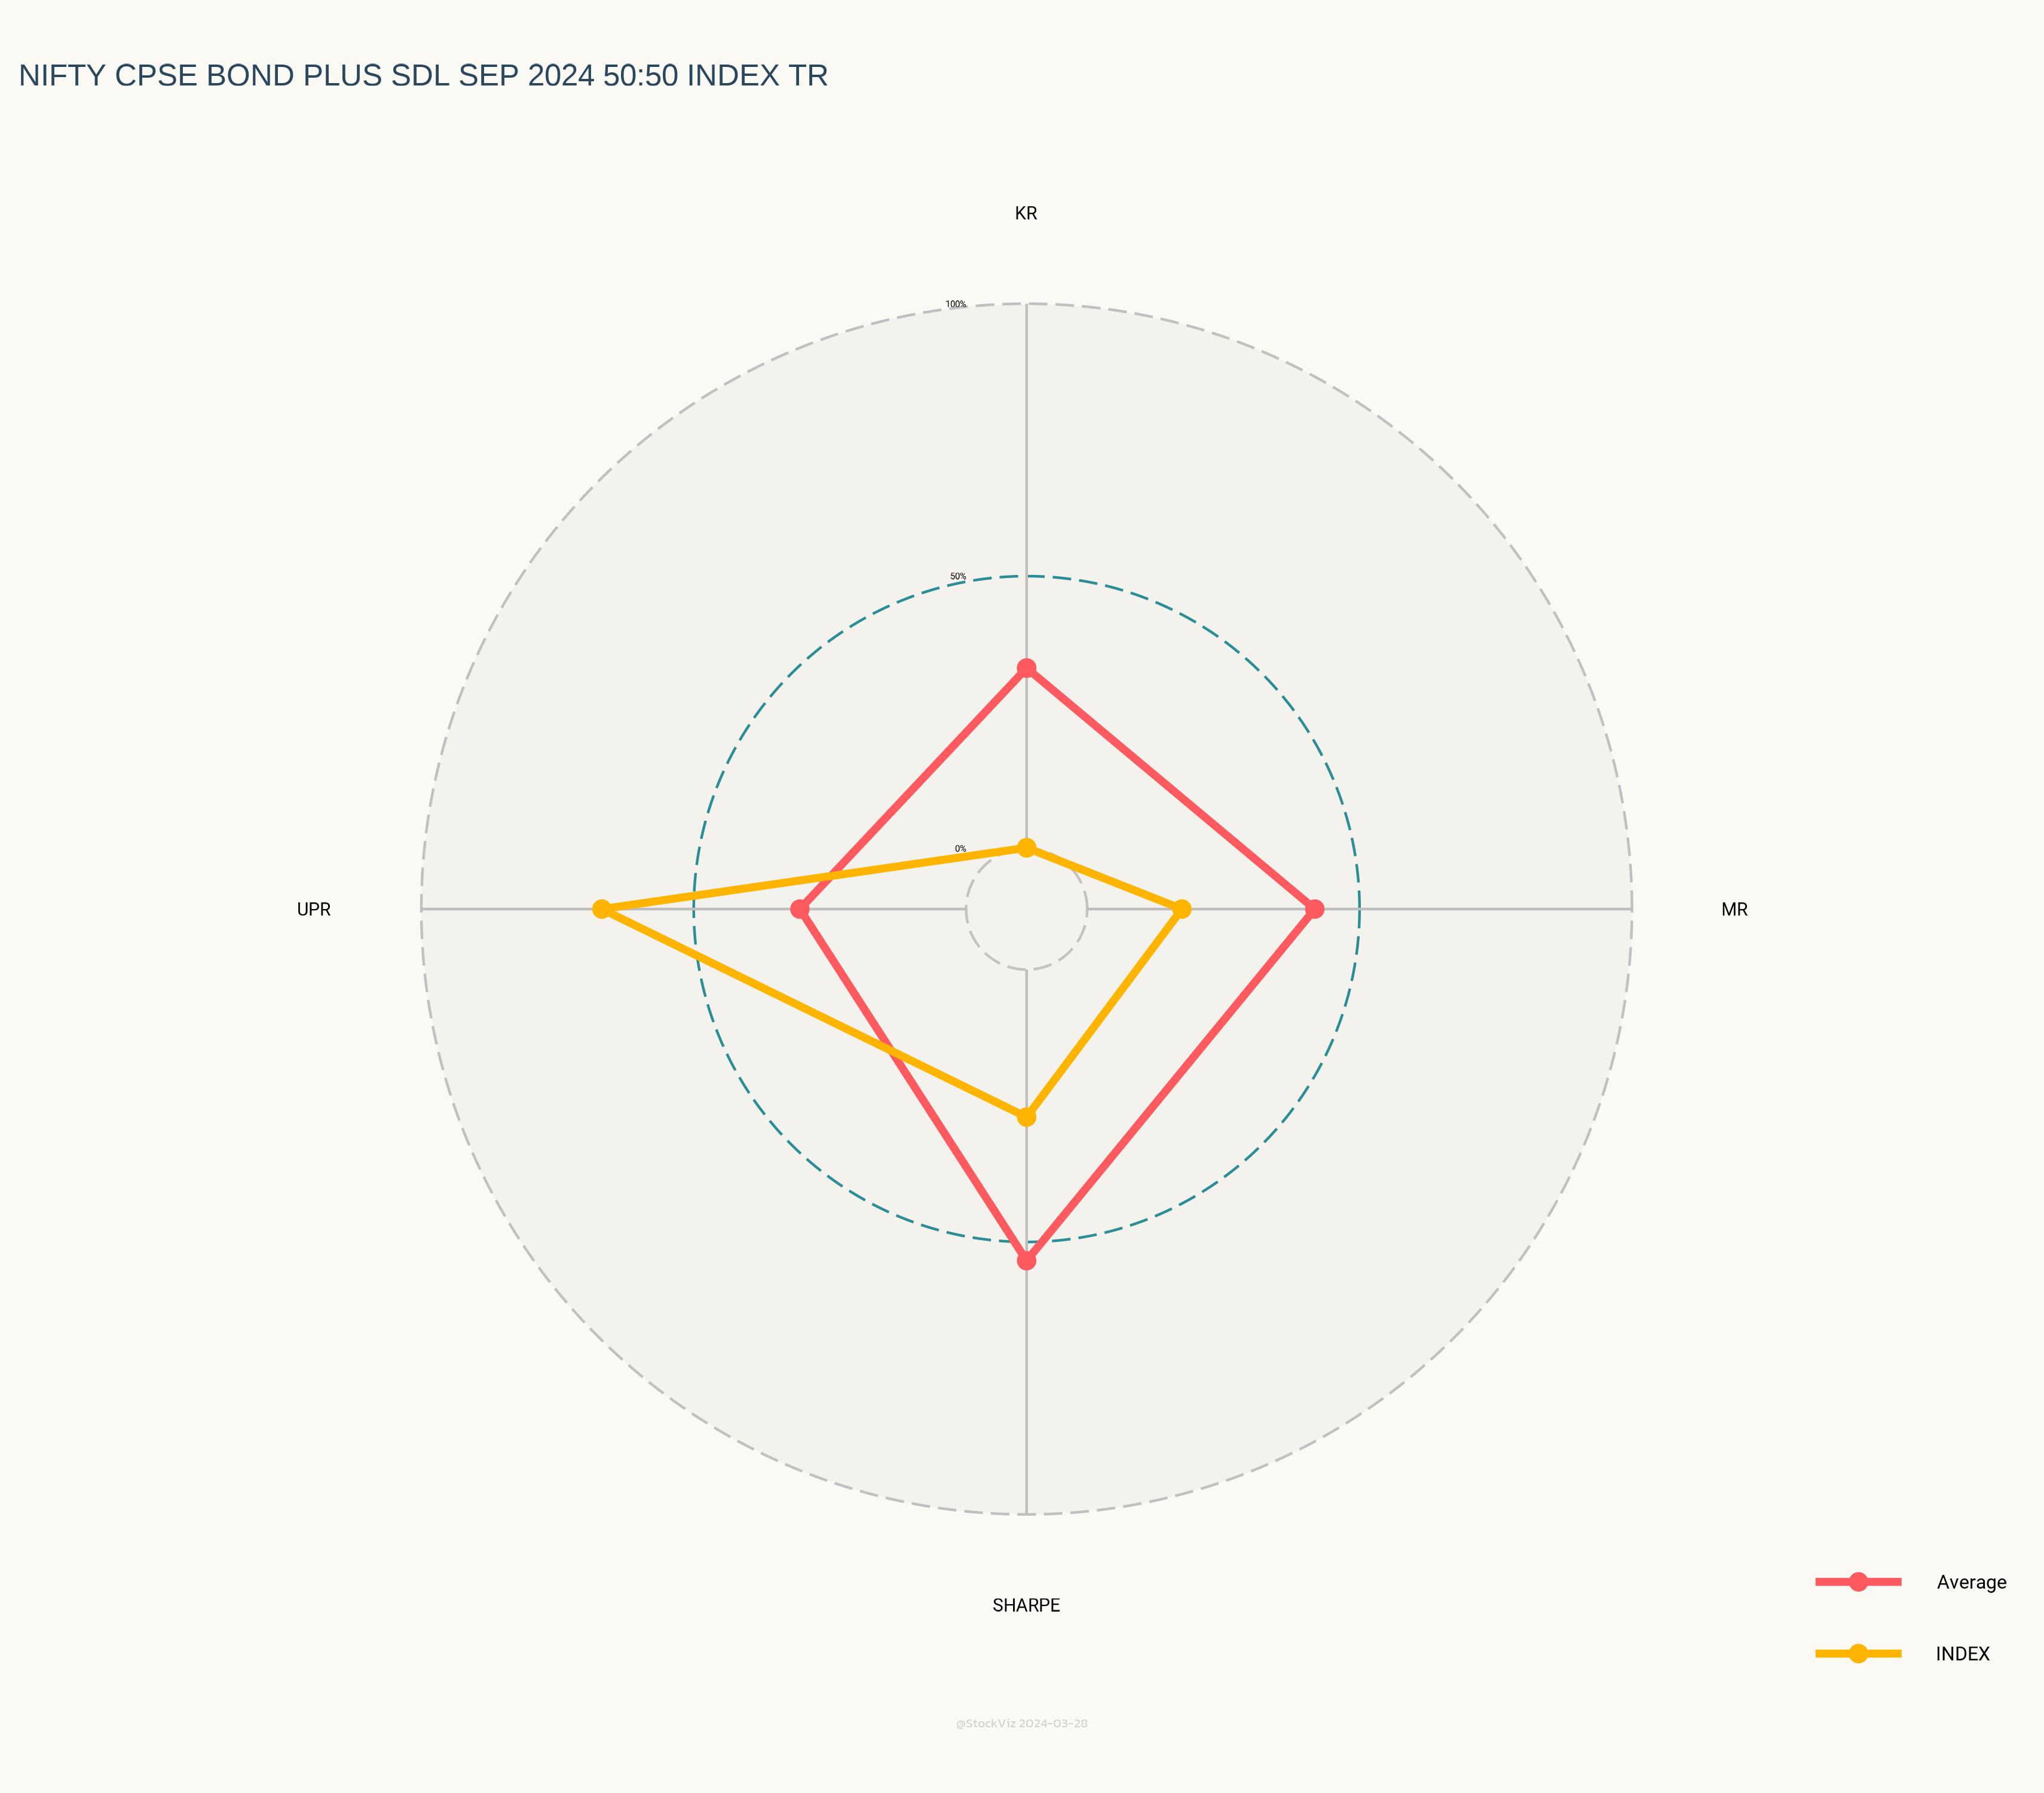 NIFTY CPSE BOND PLUS SDL SEP 2024 50:50 INDEX TR
KR
100%
50%
0%
UPR
MR
SHARPE
Average
INDEX
@StockViz 2024-03-28